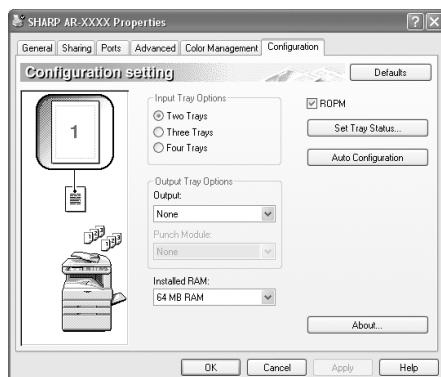 SHARP AR-XXXX Properties
General Sharing Ports Advanced Color Management Configuration
Configuration setting
Defaults
1
Input Tray Options
Two Trays
Three Trays
Four Trays
ROPM
Set Tray Status...
Auto Configuration
Output Tray Options
Output:
None
Punch Module:
None
Installed RAM:
64 MB RAM
About...
OK Cancel Apply Help